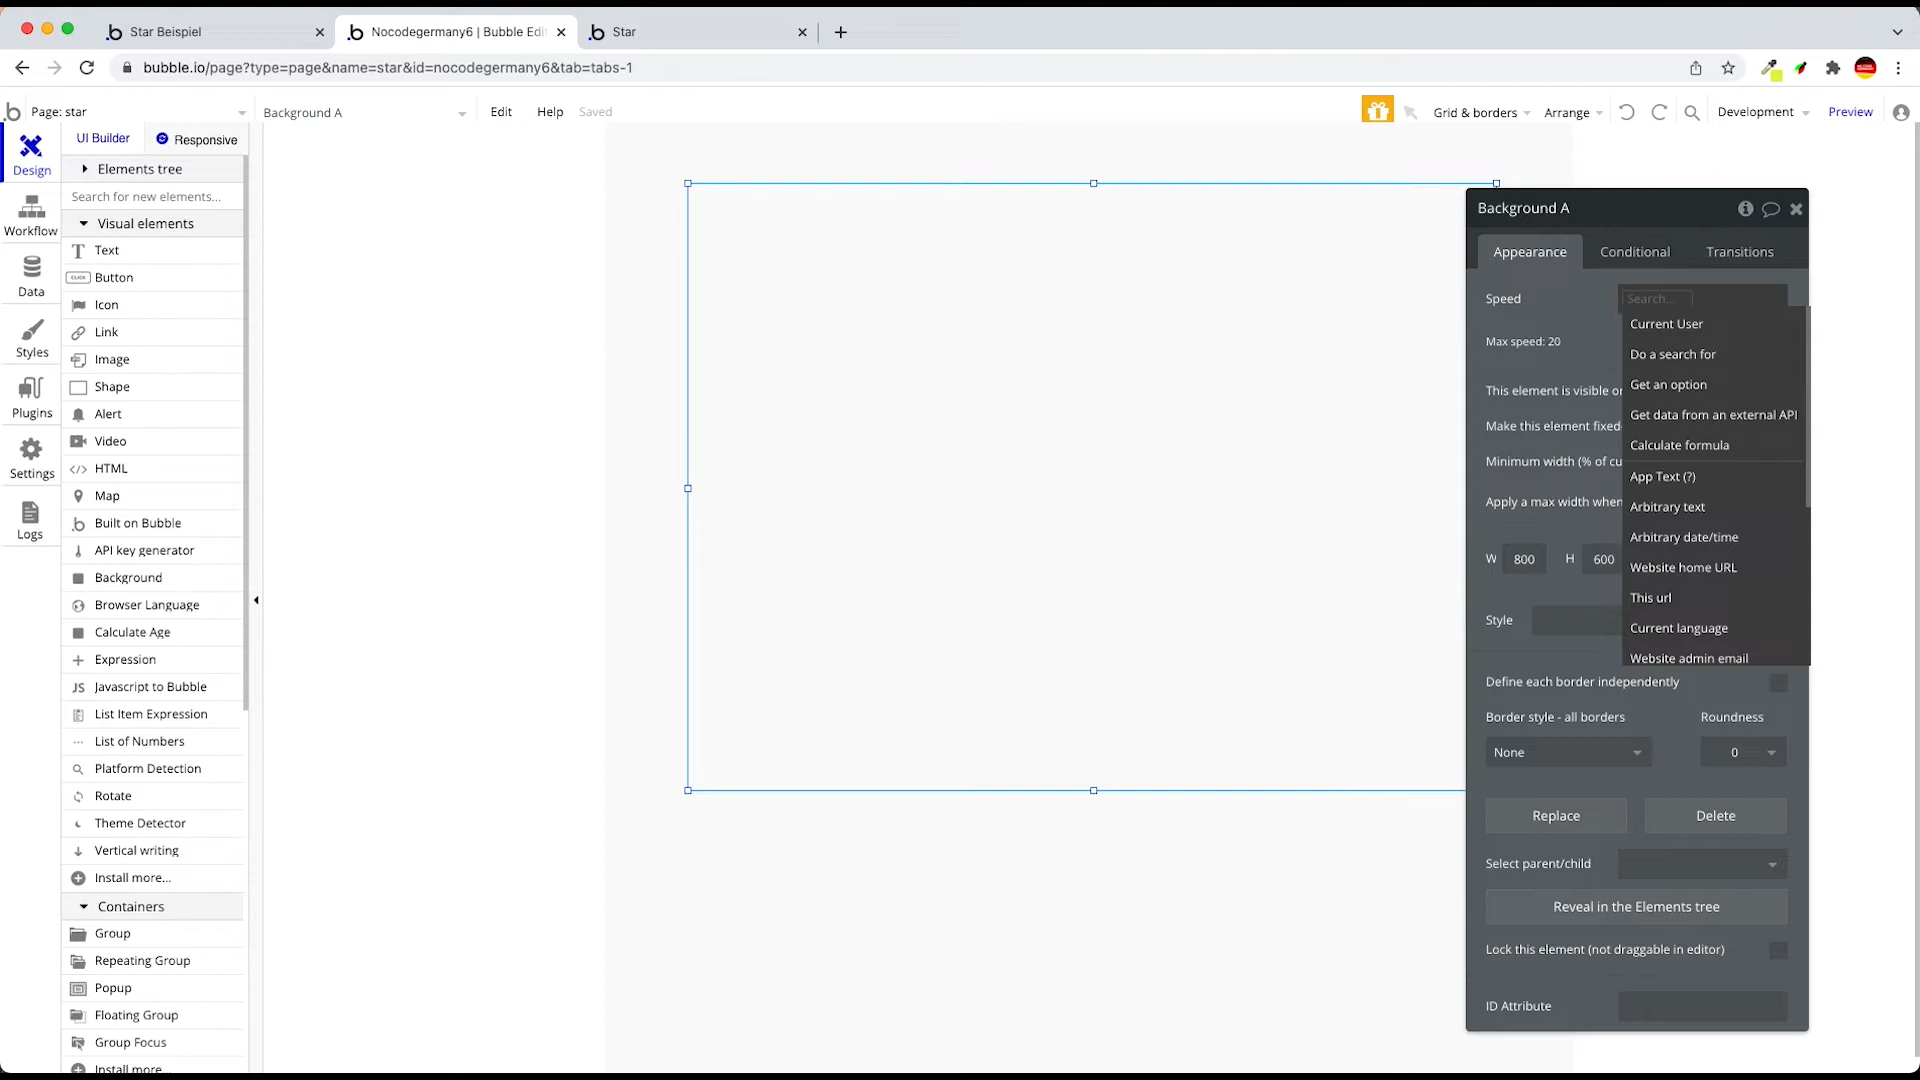 Star Beispiel
Nocodegermany6 | Bubble Edi
Star
bubble.io/page?type=page&name=star&id=nocodegermany6&tab=tabs-1
Page: star
Background A
Edit
Help
Saved
Grid & borders
Arrange
Development
Preview
UI Builder
Responsive
Design
Workflow
Data
Styles
Plugins
Settings
Logs
Elements tree
Search for new elements...
Visual elements
Text
CLICK
Button
Icon
Link
Image
Shape
Alert
Video
HTML
Map
Built on Bubble
API key generator
Background
Browser Language
Calculate Age
Expression
JS Javascript to Bubble
List Item Expression
List of Numbers
Platform Detection
Rotate
Theme Detector
Vertical writing
Install more...
Containers
Group
Repeating Group
Popup
Floating Group
Group Focus
Install more...
Background A
Appearance
Conditional
Transitions
Speed
Search...
Max speed: 20
This element is visible o
Make this element fixed
Minimum width (% of cu
Apply a max width when
W 800 H 600
Style
Current User
Do a search for
Get an option
Get data from an external API
Calculate formula
App Text (?)
Arbitrary text
Arbitrary date/time
Website home URL
This url
Current language
Website admin email
Define each border independently
Border style - all borders
Roundness
None
0
Replace
Delete
Select parent/child
Reveal in the Elements tree
Lock this element (not draggable in editor)
ID Attribute